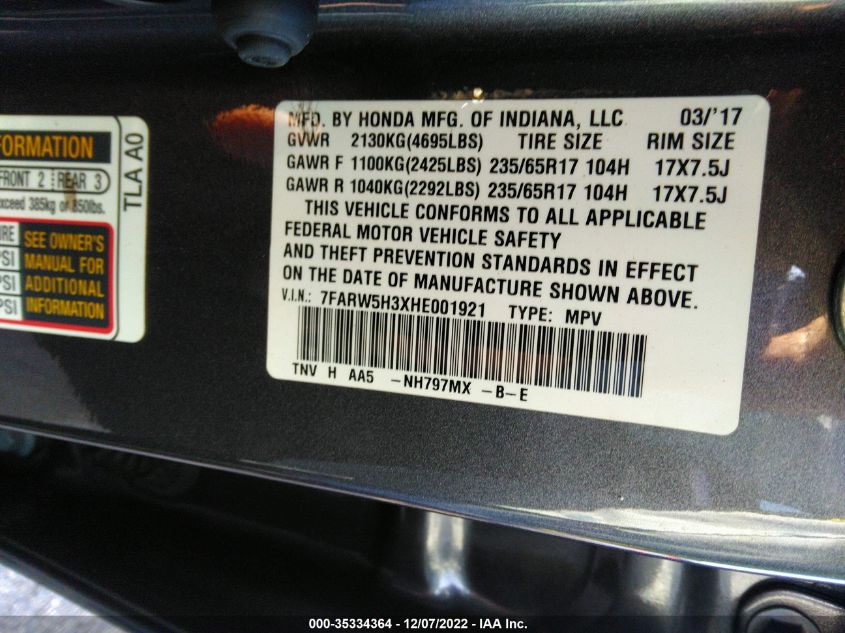 FORMATION
FRONT 2 REAR 3
exceed 385kg or 850lbs.
SEE OWNER'S
PSI MANUAL FOR
PSI ADDITIONAL
PSI INFORMATION
TLA A0
MFD. BY HONDA MFG. OF INDIANA, LLC 03/'17
GVWR 2130KG(4695LBS) TIRE SIZE RIM SIZE
GAWR F 1100KG(2425LBS) 235/65R17 104H 17X7.5J
GAWR R 1040KG(2292LBS) 235/65R17 104H 17X7.5J
THIS VEHICLE CONFORMS TO ALL APPLICABLE
FEDERAL MOTOR VEHICLE SAFETY
AND THEFT PREVENTION STANDARDS IN EFFECT
ON THE DATE OF MANUFACTURE SHOWN ABOVE.
V.I.N.: 7FARW5H3XHE001921 TYPE: MPV
TNV H AA5 -NH797MX -B-E
000-35334364 - 12/07/2022 - IAA Inc.